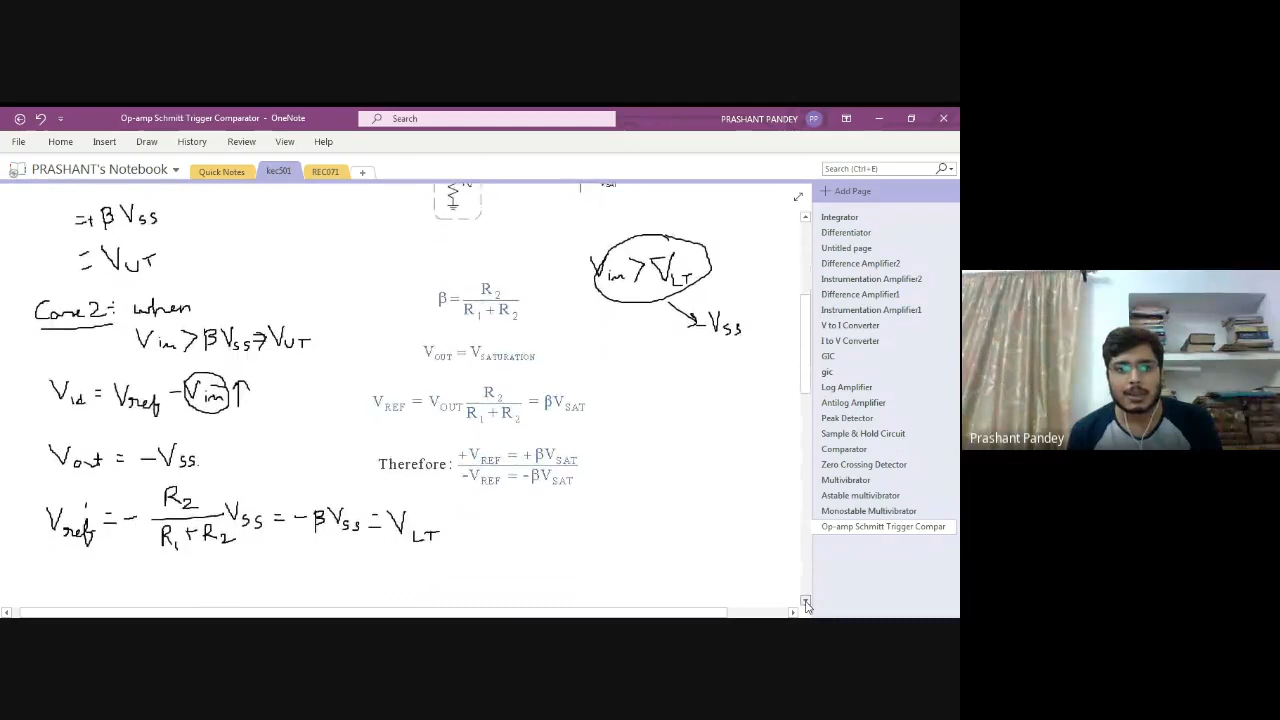 Op-amp Schmitt Trigger Comparator - OneNote
Search
PRASHANT PANDEY
PP
File
Home
Insert
Draw
History
Review
View
Help
PRASHANT's Notebook
Quick Notes
kec501
REC071
Search (Ctrl+E)
Add Page
Integrator
Differentiator
Untitled page
Difference Amplifier2
Instrumentation Amplifier2
Difference Amplifier1
Instrumentation Amplifier1
V to I Converter
I to V Converter
GIC
gic
Log Amplifier
Antilog Amplifier
Peak Detector
Sample & Hold Circuit
Comparator
Zero Crossing Detector
Multivibrator
Astable multivibrator
Monostable Multivibrator
Op-amp Schmitt Trigger Compar
=+ β VSS
= VUT
Case 2: when
Vin > βVSS ⇒ VUT
Vid = Vref - Vin ↑
Vout = -VSS.
Vref = - R2 / R1+R2 VSS = -βVSS = VLT
VSAT
β = R2 / R1 + R2
VOUT = VSATURATION
VREF = VOUT R2 / R1 + R2 = βVSAT
Therefore: +VREF = +βVSAT
-VREF = -βVSAT
Vin > VLT
-VSS
Prashant Pandey